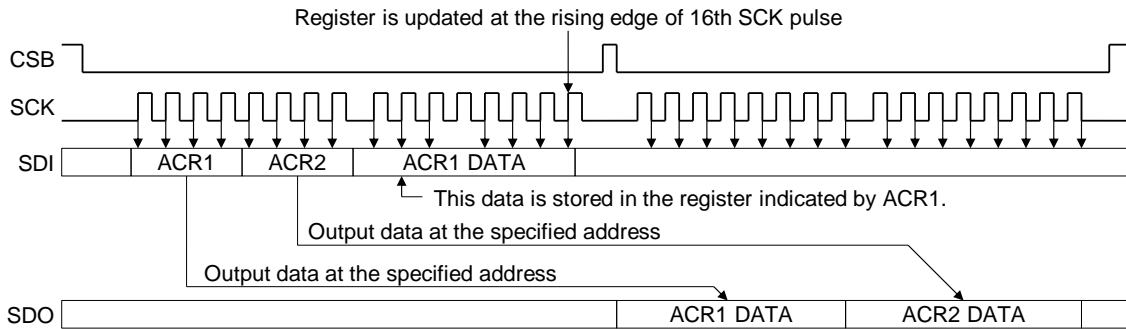 Register is updated at the rising edge of 16th SCK pulse
CSB
SCK
SDI
ACR1
ACR2
ACR1 DATA
This data is stored in the register indicated by ACR1.
Output data at the specified address
Output data at the specified address
SDO
ACR1 DATA
ACR2 DATA